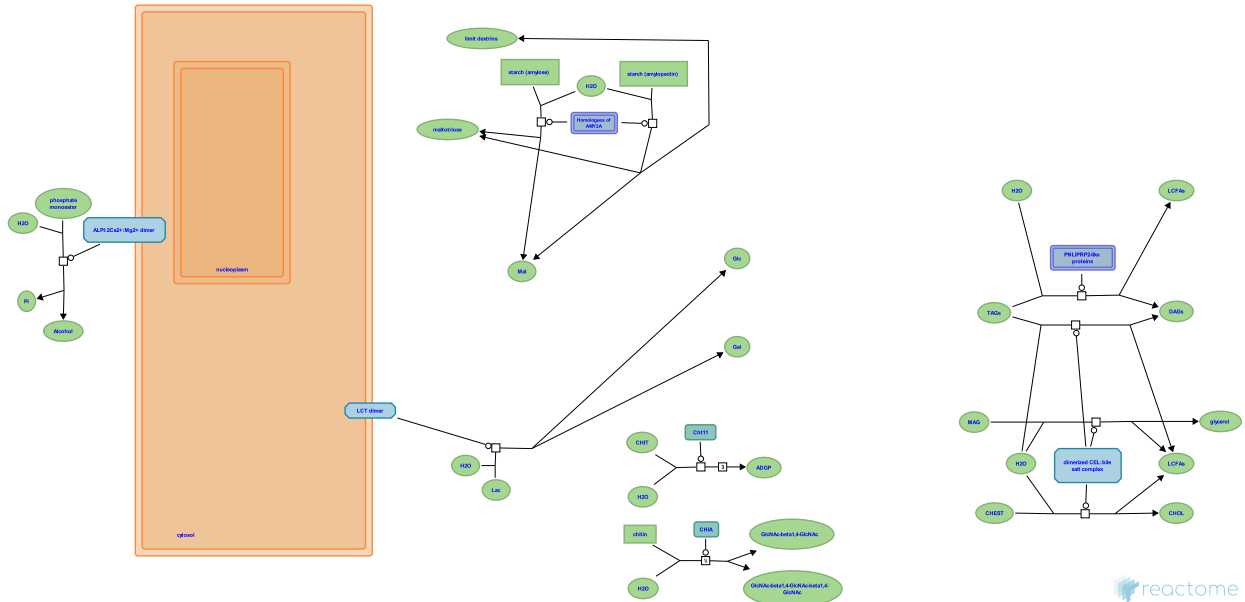 limit dextrins
starch (amylose)
H2O
starch (amylopectin)
Homologues of
AMY2A
maltotriose
Mal
phosphate
monoester
H2O
ALPI:2Ca2+:Mg2+ dimer
Pi
Alcohol
nucleoplasm
cytosol
LCT dimer
Glc
Gal
H2O
Lac
CHIT
H2O
3
ADGP
chitin
CHIA
H2O
GlcNAc-beta1,4-GlcNAc
GlcNAc-beta1,4-GlcNAc-beta1,4-
GlcNAc
H2O
LCFAs
PNLIPRP2-like
proteins
TAGs
DAGs
MAG
glycerol
H2O
dimerized CEL:bile
salt complex
LCFAs
CHEST
CHOL
reactome